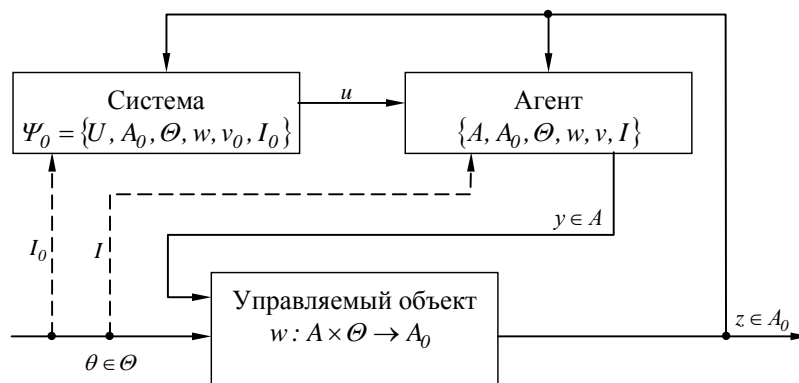 Система
Ψ₀ = {U, A₀, Θ, w, v₀, I₀}
u
Агент
{A, A₀, Θ, w, v, I}
y ∈ A
I₀
I
Управляемый объект
w : A × Θ → A₀
z ∈ A₀
θ ∈ Θ